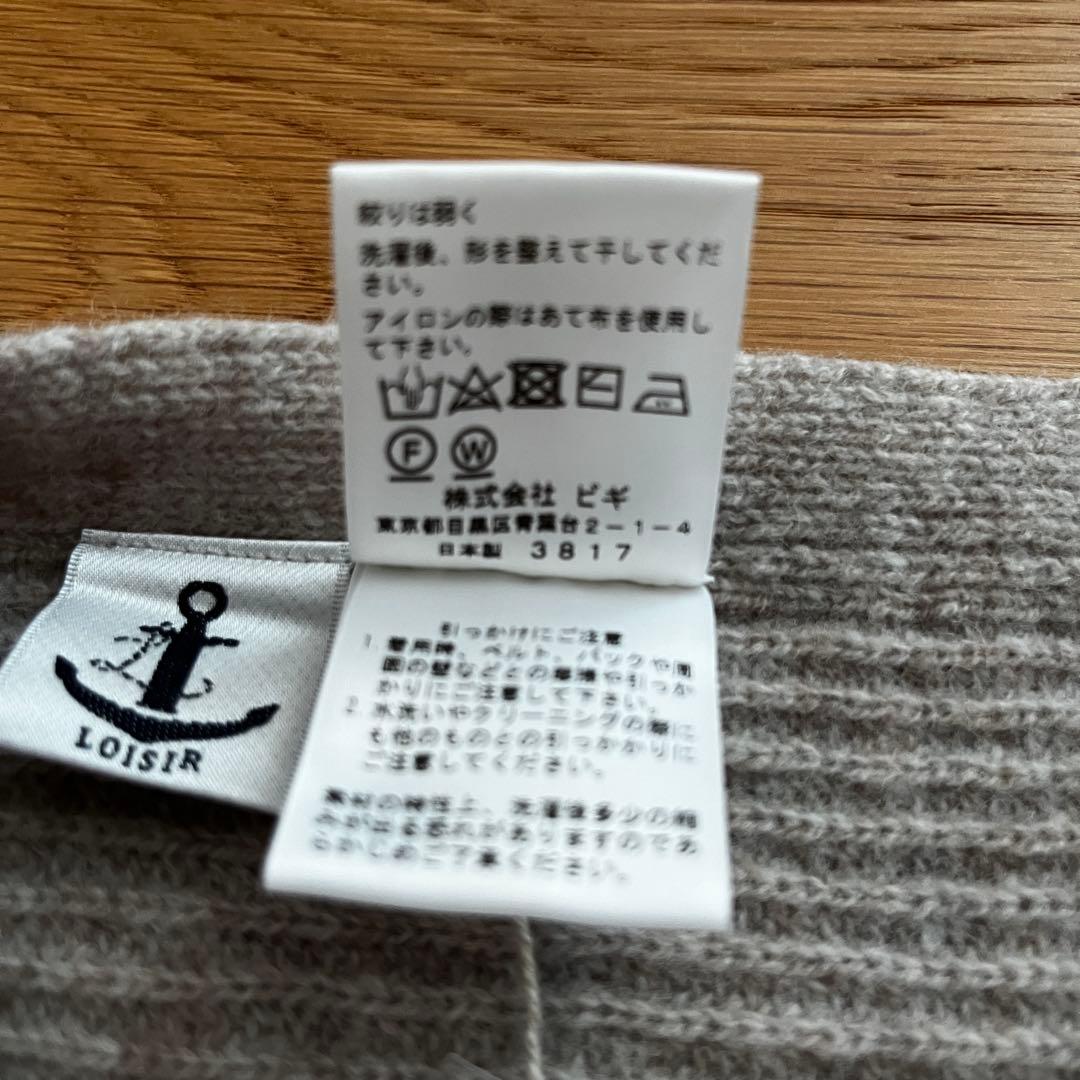 絞りは弱く
洗濯後、形を整えて干してくだ
さい。
アイロンの際はあて布を使用し
て下さい。
F W
株式会社 ビギ
東京都目黒区青葉台2-1-4
日本製 3817
LOISIR
引っかけにご注意
1. 着用時、ベルト、バックや周
囲の壁などとの摩擦や引っか
かりにご注意して下さい。
2. 水洗いやクリーニングの際に
も他のものとの引っかかりに
ご注意してください。
素材の特性上、洗濯後多少の縮
みが出る恐れがありますのであ
らかじめご了承ください。